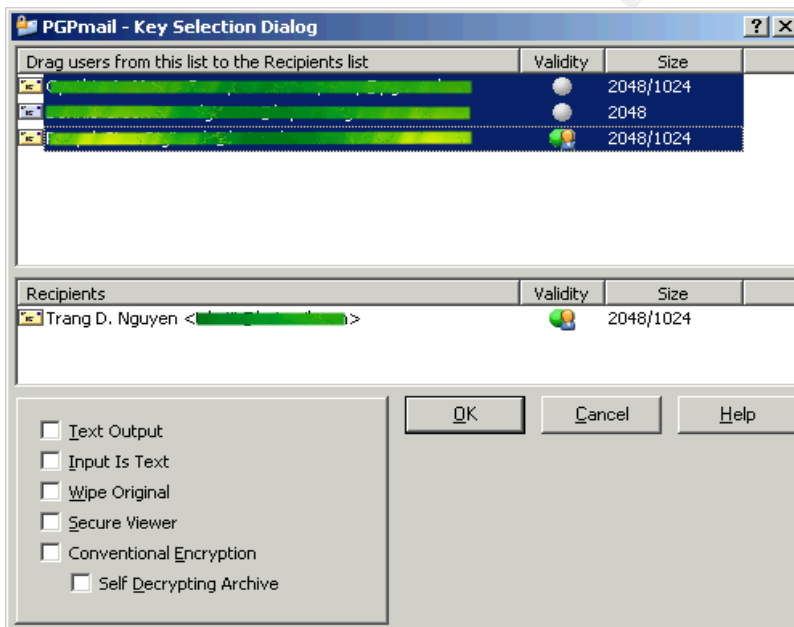 PGPmail - Key Selection Dialog
Drag users from this list to the Recipients list Validity Size
2048/1024
2048
2048/1024
Recipients Validity Size
Trang D. Nguyen < > 2048/1024
OK Cancel Help
Text Output
Input Is Text
Wipe Original
Secure Viewer
Conventional Encryption
Self Decrypting Archive